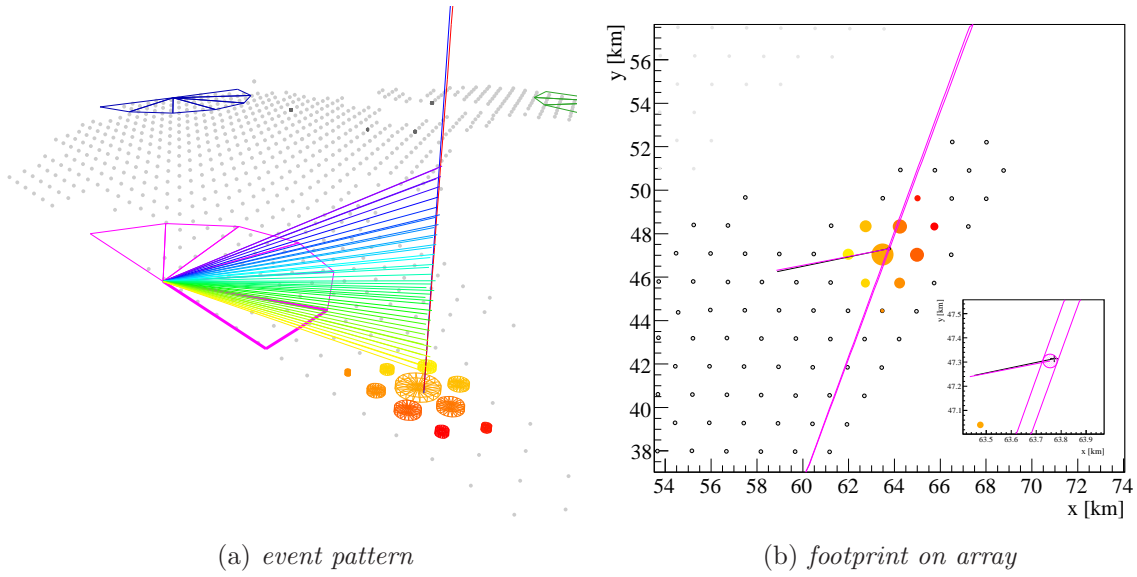 y [km]
56
54
52
50
48
46
44
42
40
38
54 56 58 60 62 64 66 68 70 72 74
x [km]
y [km]
47.5
47.4
47.3
47.2
47.1
63.5 63.6 63.7 63.8 63.9
x [km]
(a) event pattern
(b) footprint on array